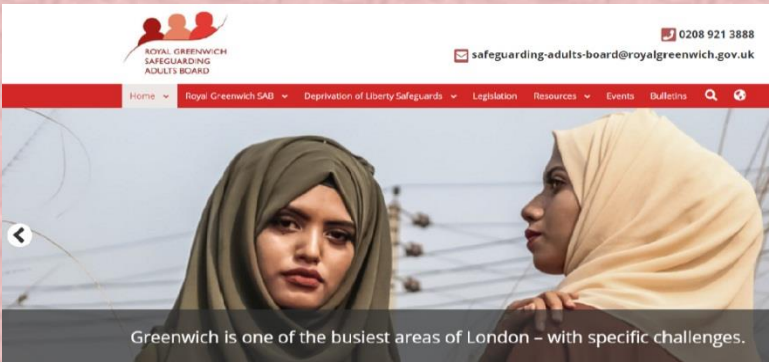 ROYAL GREENWICH
SAFEGUARDING
ADULTS BOARD
0208 921 3888
safeguarding-adults-board@royalgreenwich.gov.uk
Home Royal Greenwich SAB Deprivation of Liberty Safeguards Legislation Resources Events Bulletins
Greenwich is one of the busiest areas of London – with specific challenges.